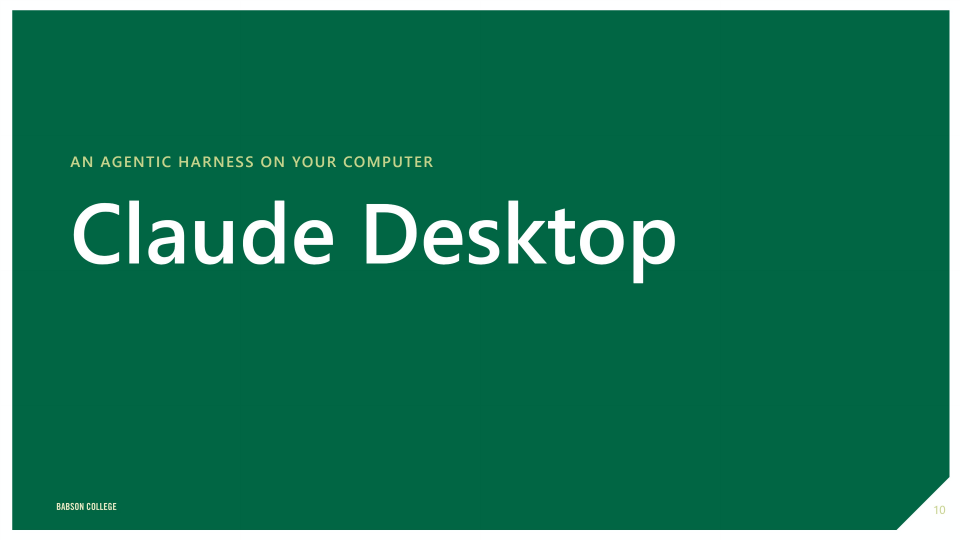 AN AGENTIC HARNESS ON YOUR COMPUTER
Claude Desktop
BABSON COLLEGE
10